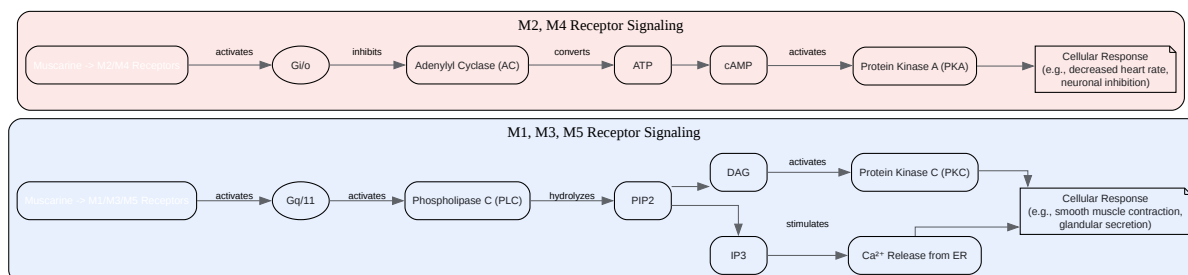 M2, M4 Receptor Signaling
Muscarine -> M2/M4 Receptors
activates
Gi/o
inhibits
Adenylyl Cyclase (AC)
converts
ATP
cAMP
activates
Protein Kinase A (PKA)
Cellular Response
(e.g., decreased heart rate,
neuronal inhibition)
M1, M3, M5 Receptor Signaling
Muscarine -> M1/M3/M5 Receptors
activates
Gq/11
activates
Phospholipase C (PLC)
hydrolyzes
PIP2
DAG
activates
Protein Kinase C (PKC)
IP3
stimulates
Ca²⁺ Release from ER
Cellular Response
(e.g., smooth muscle contraction,
glandular secretion)